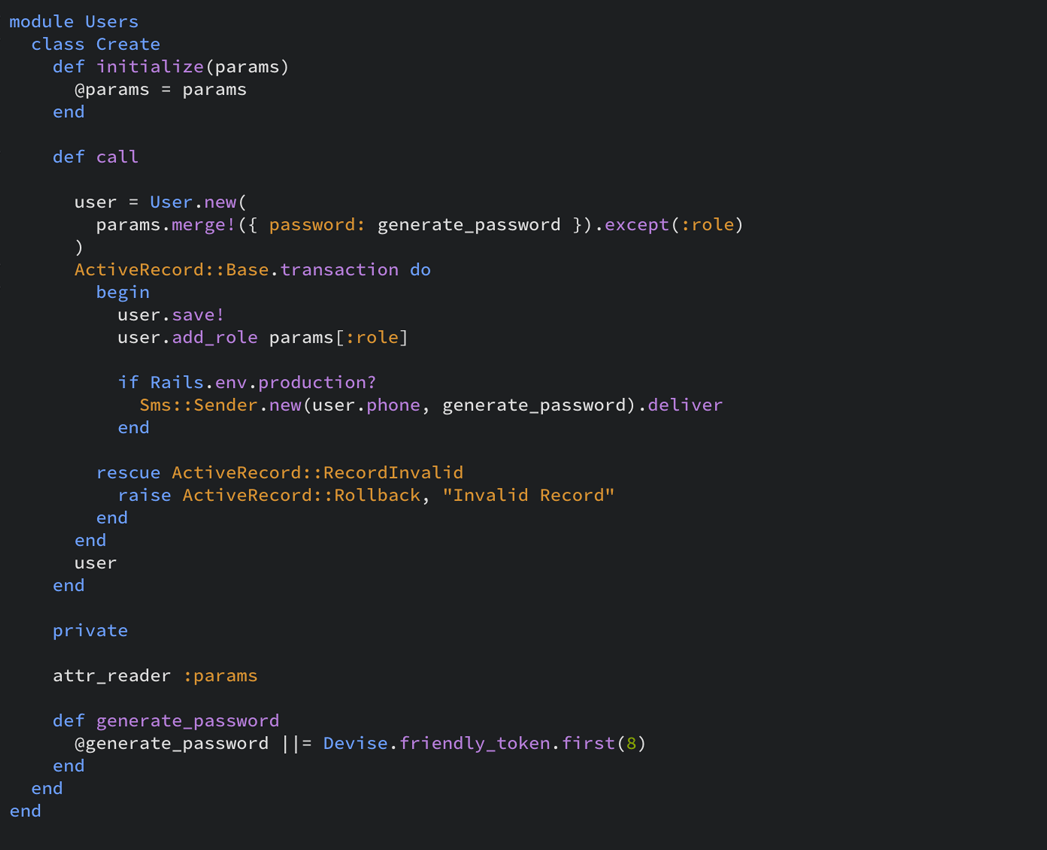 module Users
  class Create
    def initialize(params)
      @params = params
    end

    def call

      user = User.new(
        params.merge!({ password: generate_password }).except(:role)
      )
      ActiveRecord::Base.transaction do
        begin
          user.save!
          user.add_role params[:role]

          if Rails.env.production?
            Sms::Sender.new(user.phone, generate_password).deliver
          end

        rescue ActiveRecord::RecordInvalid
          raise ActiveRecord::Rollback, "Invalid Record"
        end
      end
      user
    end

    private

    attr_reader :params

    def generate_password
      @generate_password ||= Devise.friendly_token.first(8)
    end
  end
end